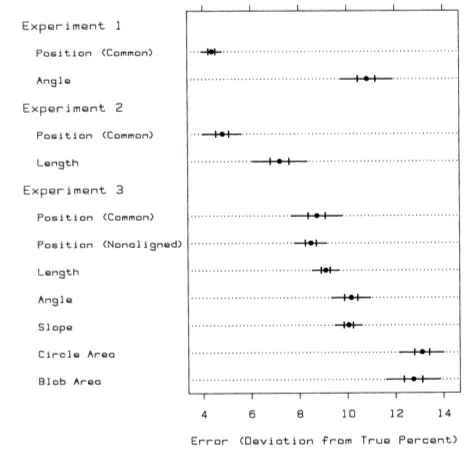 Experiment 1
Position (Common)
Angle
Experiment 2
Position (Common)
Length
Experiment 3
Position (Common)
Position (Nonaligned)
Length
Angle
Slope
Circle Area
Blob Area
4 6 8 10 12 14
Error (Deviation from True Percent)